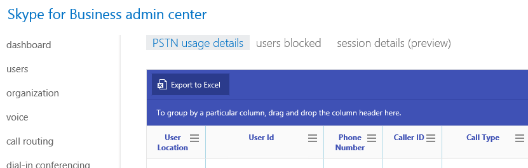 Skype for Business admin center
dashboard
users
organization
voice
call routing
dial-in conferencing
PSTN usage details users blocked session details (preview)
Export to Excel
To group by a particular column, drag and drop the column header here.
User Location
User Id
Phone Number
Caller ID
Call Type